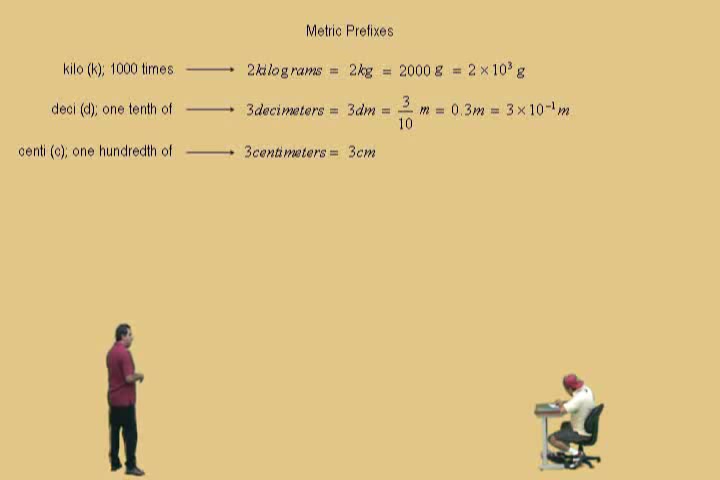 Metric Prefixes
kilo (k); 1000 times → 2kilograms = 2kg = 2000 g = 2 × 10³ g
deci (d); one tenth of → 3decimeters = 3dm = 3/10 m = 0.3m = 3 × 10⁻¹ m
centi (c); one hundredth of → 3centimeters = 3cm